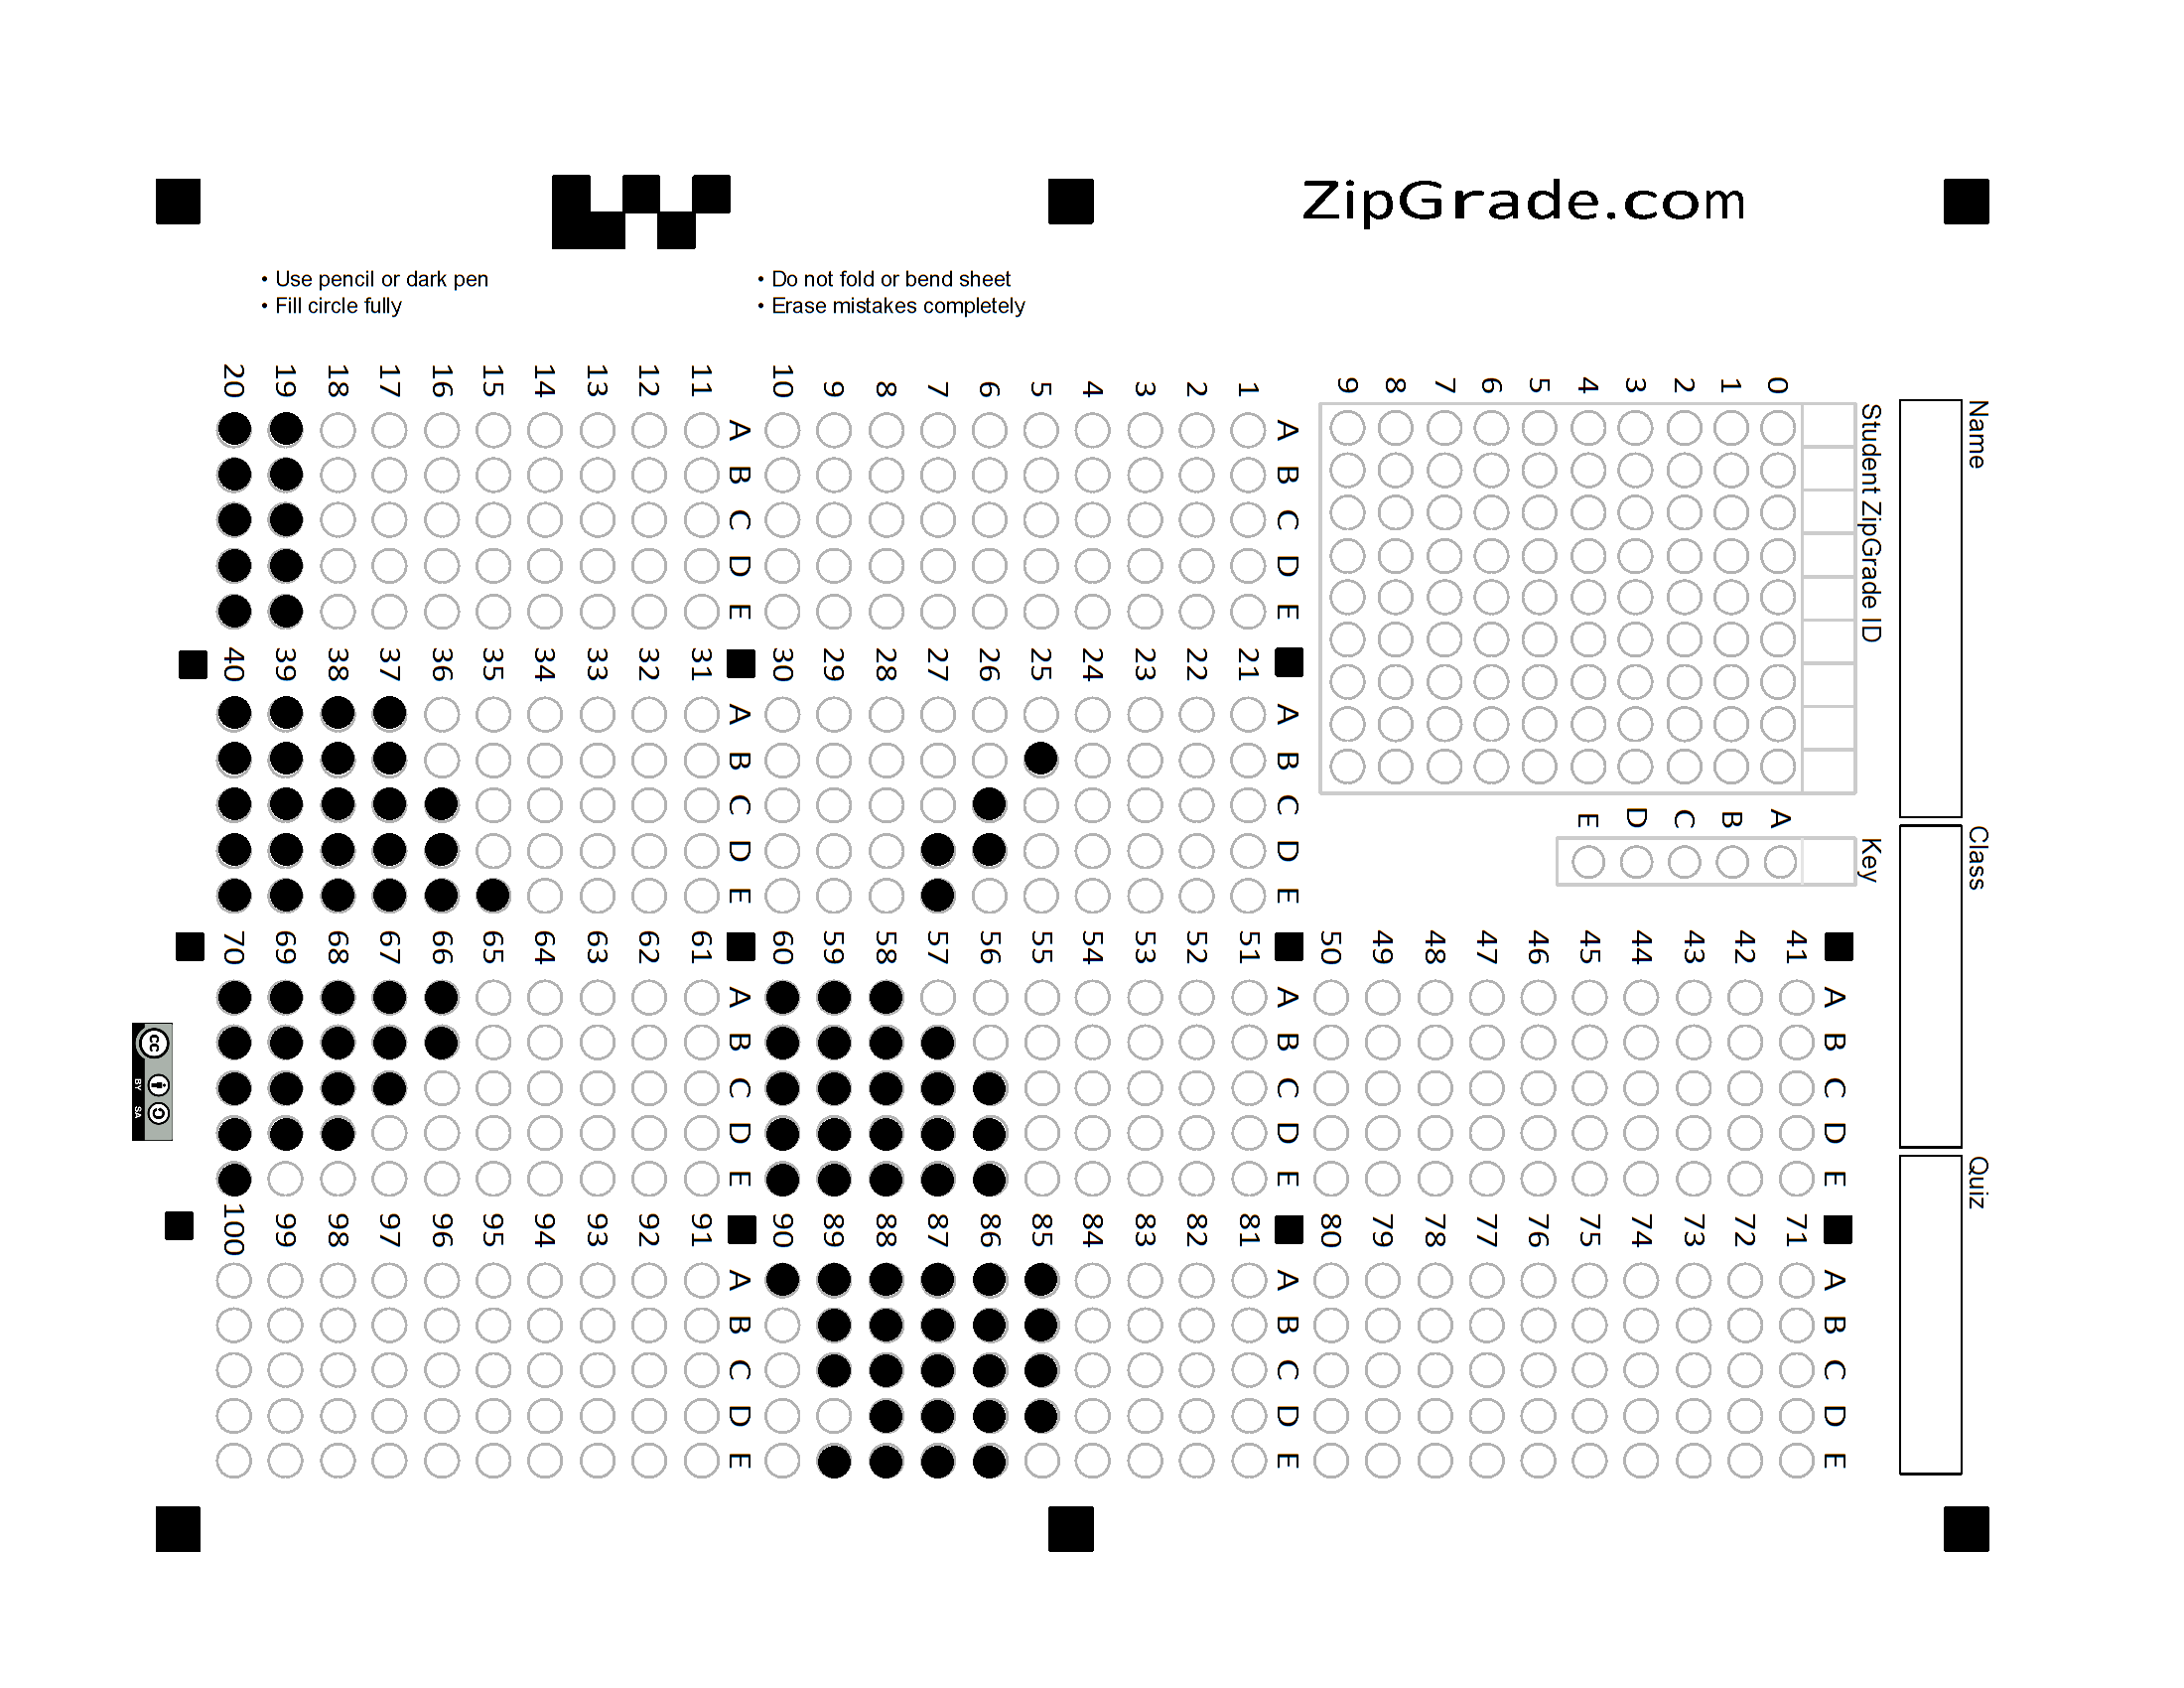 ZipGrade.com
• Use pencil or dark pen
• Fill circle fully
• Do not fold or bend sheet
• Erase mistakes completely
Name
Class
Quiz
Student ZipGrade ID
0 1 2 3 4 5 6 7 8 9
Key
A B C D E
1 2 3 4 5 6 7 8 9 10
A B C D E
11 12 13 14 15 16 17 18 19 20
A B C D E
21 22 23 24 25 26 27 28 29 30
A B C D E
31 32 33 34 35 36 37 38 39 40
A B C D E
41 42 43 44 45 46 47 48 49 50
A B C D E
51 52 53 54 55 56 57 58 59 60
A B C D E
61 62 63 64 65 66 67 68 69 70
A B C D E
71 72 73 74 75 76 77 78 79 80
A B C D E
81 82 83 84 85 86 87 88 89 90
A B C D E
91 92 93 94 95 96 97 98 99 100
A B C D E
cc
BY SA